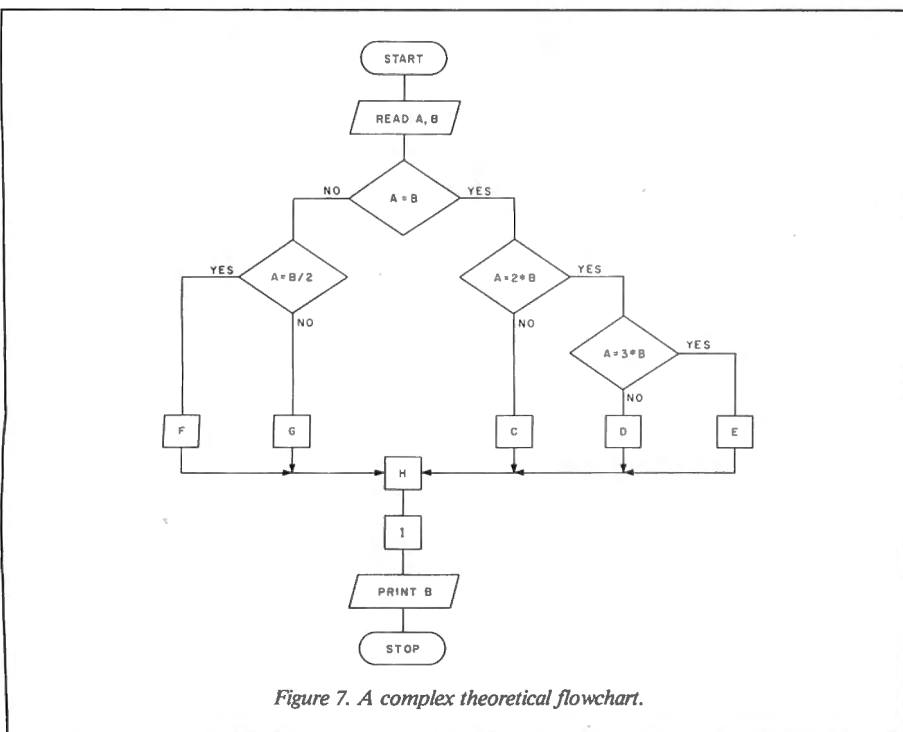 START
READ A, B
NO
A = B
YES
YES
A = B / 2
NO
A = 2 * B
YES
NO
A = 3 * B
YES
NO
F
G
C
D
E
H
I
PRINT B
STOP
Figure 7. A complex theoretical flowchart.